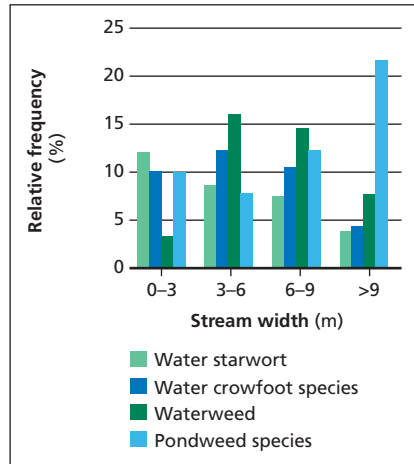 Relative frequency
(%)
25
20
15
10
5
0
0–3
3–6
6–9
>9
Stream width (m)
Water starwort
Water crowfoot species
Waterweed
Pondweed species